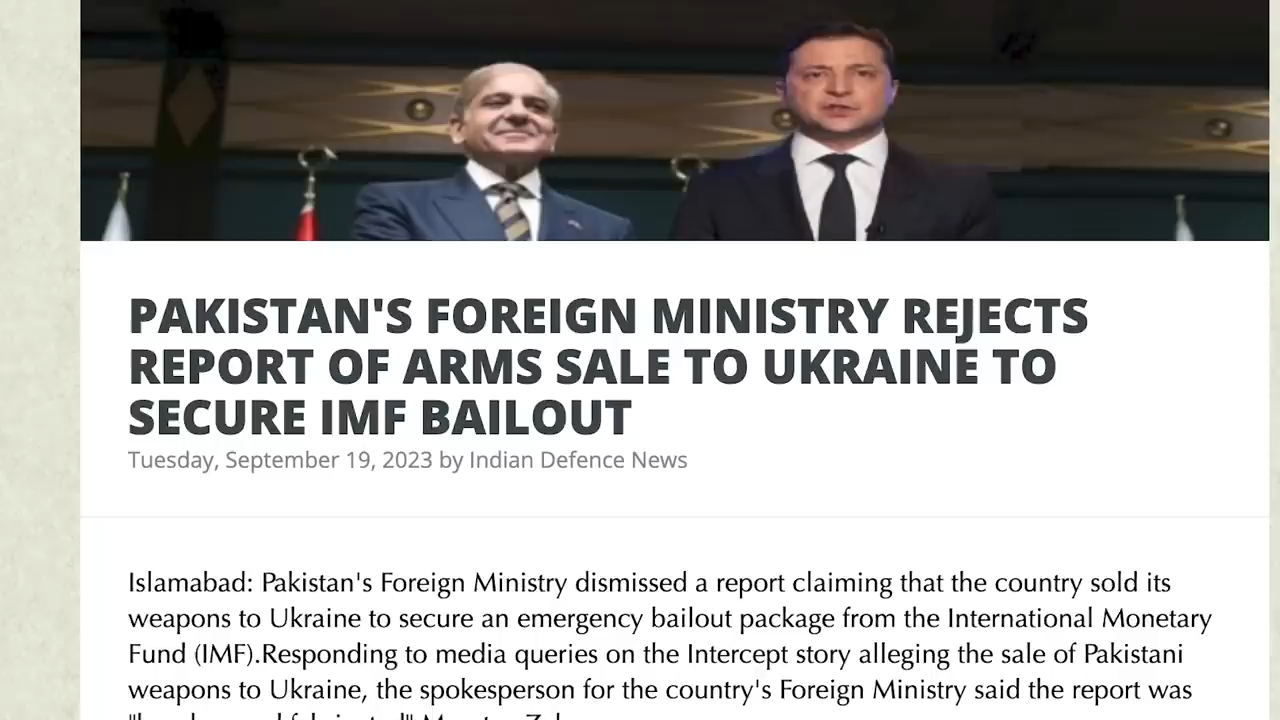 PAKISTAN'S FOREIGN MINISTRY REJECTS
REPORT OF ARMS SALE TO UKRAINE TO
SECURE IMF BAILOUT
Tuesday, September 19, 2023 by Indian Defence News
Islamabad: Pakistan's Foreign Ministry dismissed a report claiming that the country sold its
weapons to Ukraine to secure an emergency bailout package from the International Monetary
Fund (IMF).Responding to media queries on the Intercept story alleging the sale of Pakistani
weapons to Ukraine, the spokesperson for the country's Foreign Ministry said the report was